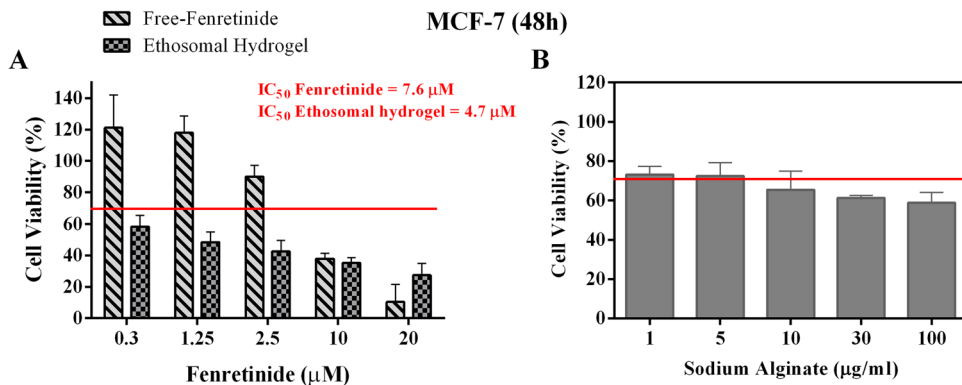 MCF-7 (48h)
Free-Fenretinide
Ethosomal Hydrogel
A
IC50 Fenretinide = 7.6 μM
IC50 Ethosomal hydrogel = 4.7 μM
Cell Viability (%)
140
120
100
80
60
40
20
0
0.3 1.25 2.5 10 20
Fenretinide (μM)
B
Cell Viability (%)
120
100
80
60
40
20
0
1 5 10 30 100
Sodium Alginate (μg/ml)